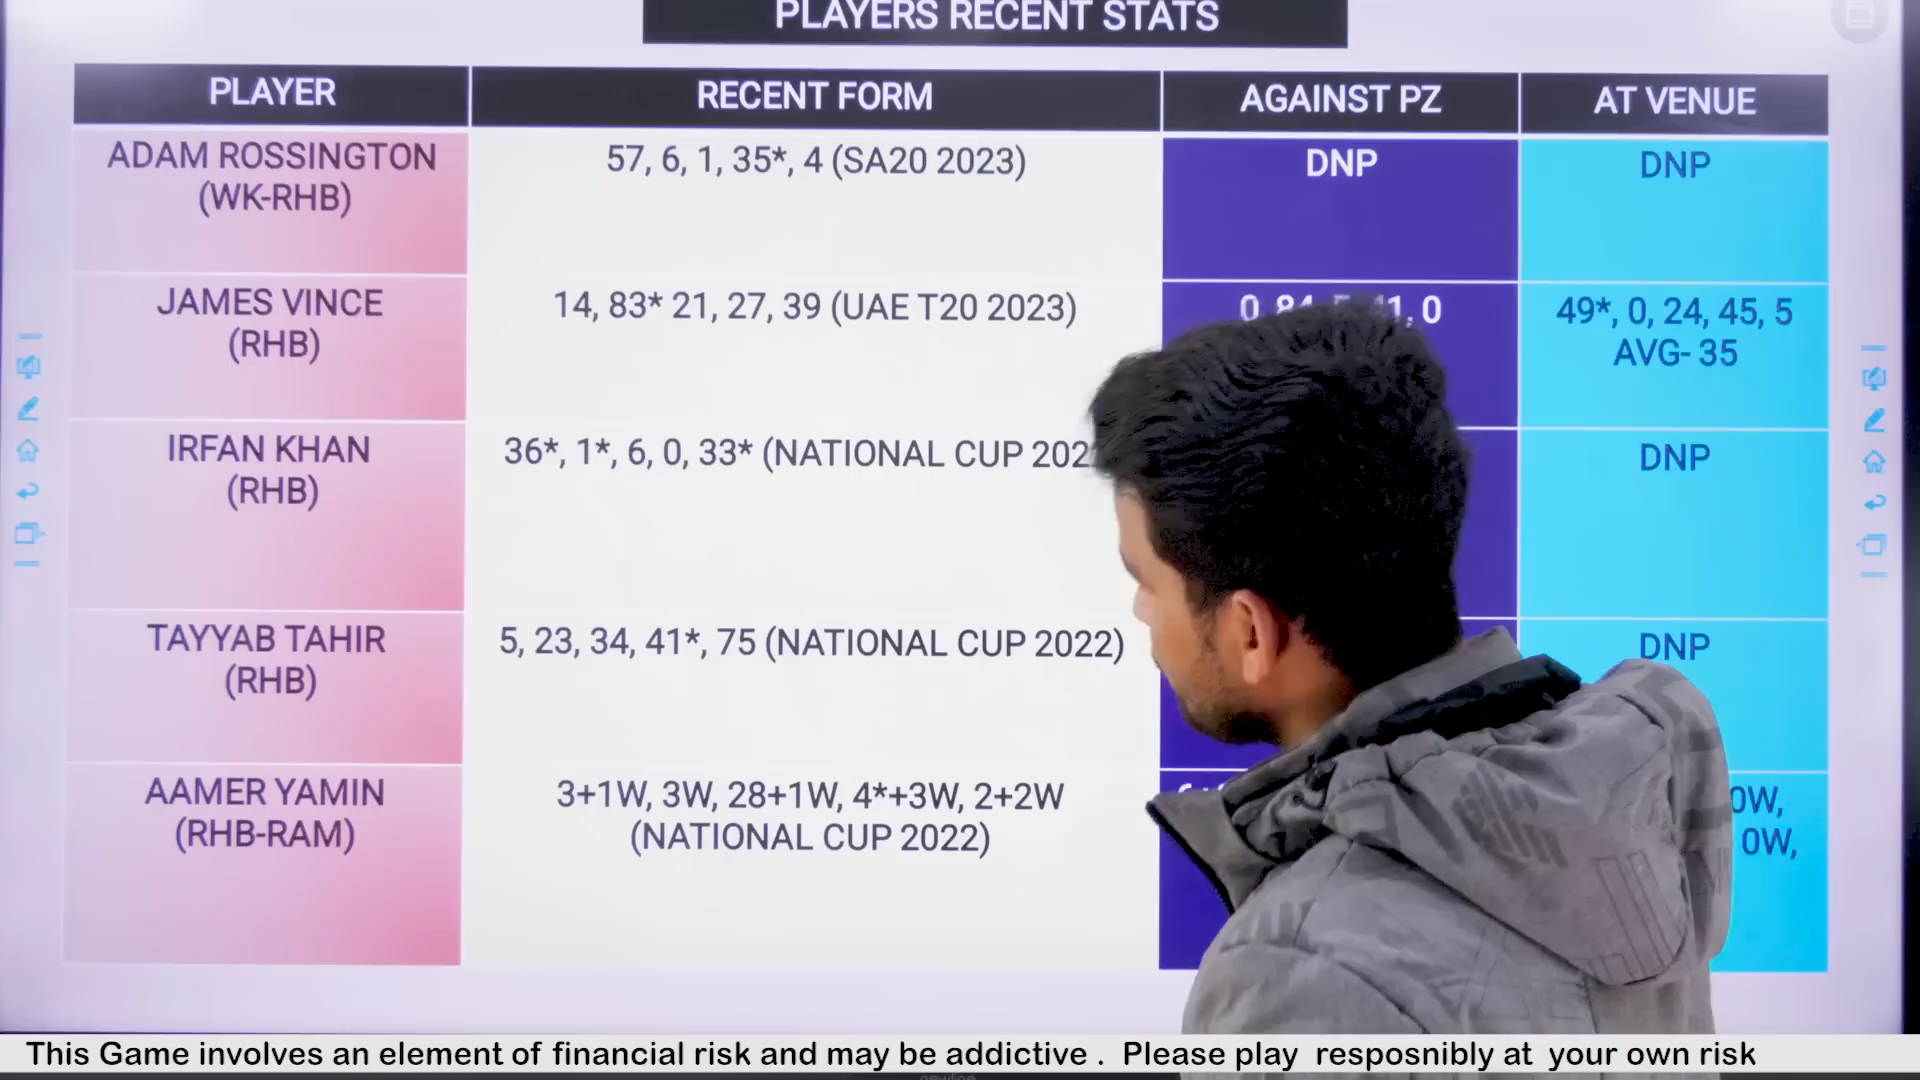 PLAYERS RECENT STATS
PLAYER RECENT FORM AGAINST PZ AT VENUE
ADAM ROSSINGTON
(WK-RHB)
57, 6, 1, 35*, 4 (SA20 2023)
DNP
DNP
JAMES VINCE
(RHB)
14, 83* 21, 27, 39 (UAE T20 2023)
0, 0
49*, 0, 24, 45, 5
AVG- 35
IRFAN KHAN
(RHB)
36*, 1*, 6, 0, 33* (NATIONAL CUP
DNP
TAYYAB TAHIR
(RHB)
5, 23, 34, 41*, 75 (NATIONAL CUP 2022)
DNP
AAMER YAMIN
(RHB-RAM)
3+1W, 3W, 28+1W, 4*+3W, 2+2W
(NATIONAL CUP 2022)
0W,
0W,
This Game involves an element of financial risk and may be addictive . Please play resposnibly at your own risk